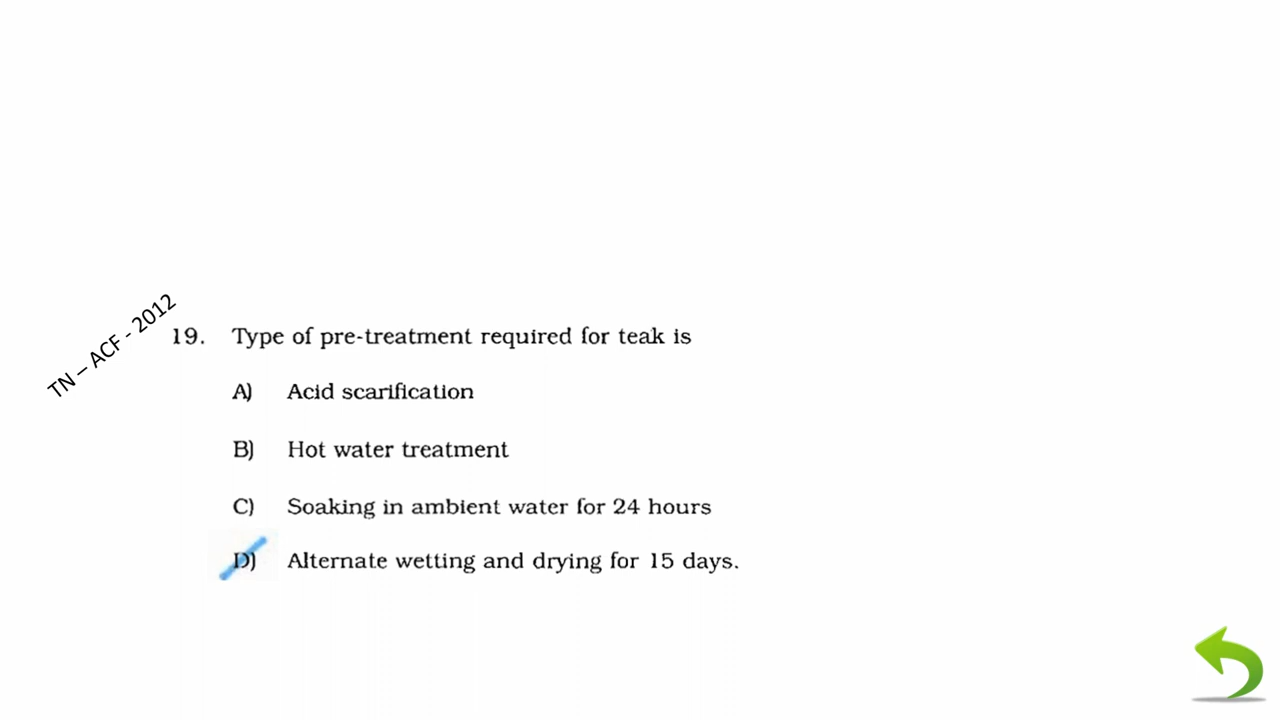 TN – ACF - 2012
19. Type of pre-treatment required for teak is
A) Acid scarification
B) Hot water treatment
C) Soaking in ambient water for 24 hours
D) Alternate wetting and drying for 15 days.